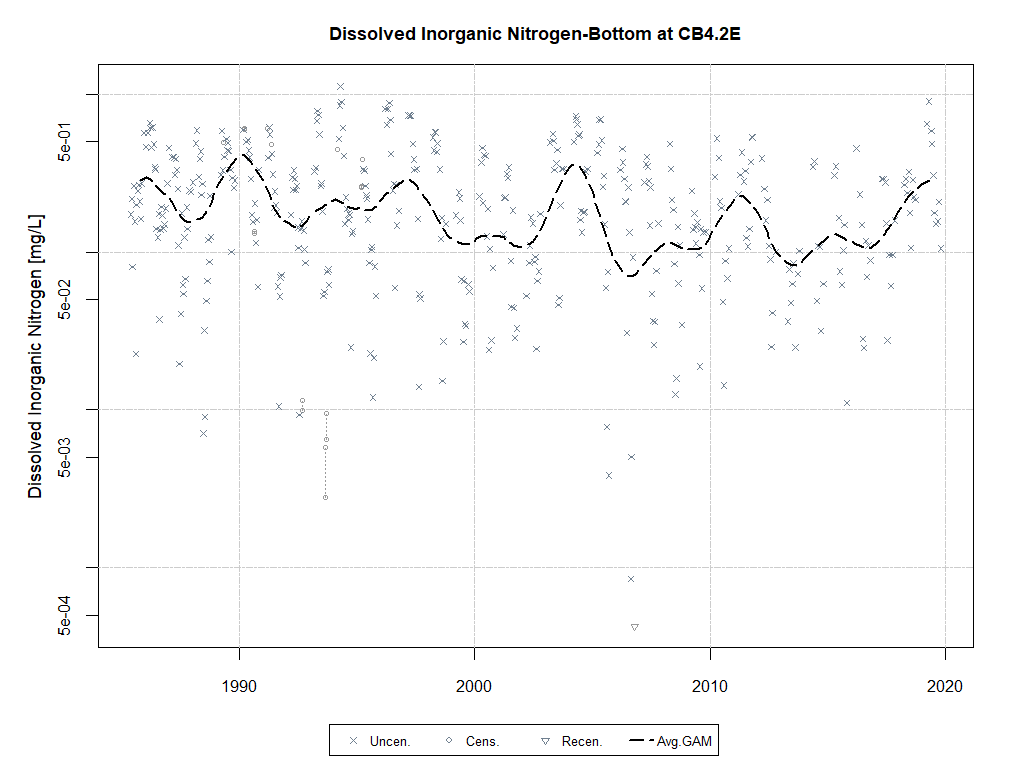 Dissolved Inorganic Nitrogen-Bottom at CB4.2E
Dissolved Inorganic Nitrogen [mg/L]
5e-01
5e-02
5e-03
5e-04
1990 2000 2010 2020
Uncen. Cens. Recen. Avg.GAM